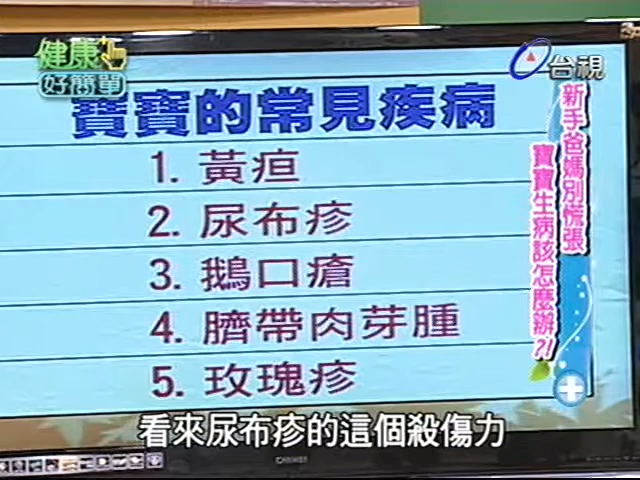 健康
好簡單
台視
寶寶的常見疾病
1. 黃疸
2. 尿布疹
3. 鵝口瘡
4. 臍帶肉芽腫
5. 玫瑰疹
新手爸媽別慌張
寶寶生病該怎麼辦?!
看來尿布疹的這個殺傷力
CHIMEI